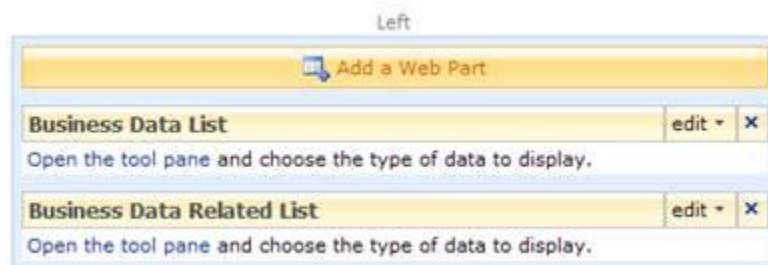 Left
Add a Web Part
Business Data List edit ×
Open the tool pane and choose the type of data to display.
Business Data Related List edit ×
Open the tool pane and choose the type of data to display.